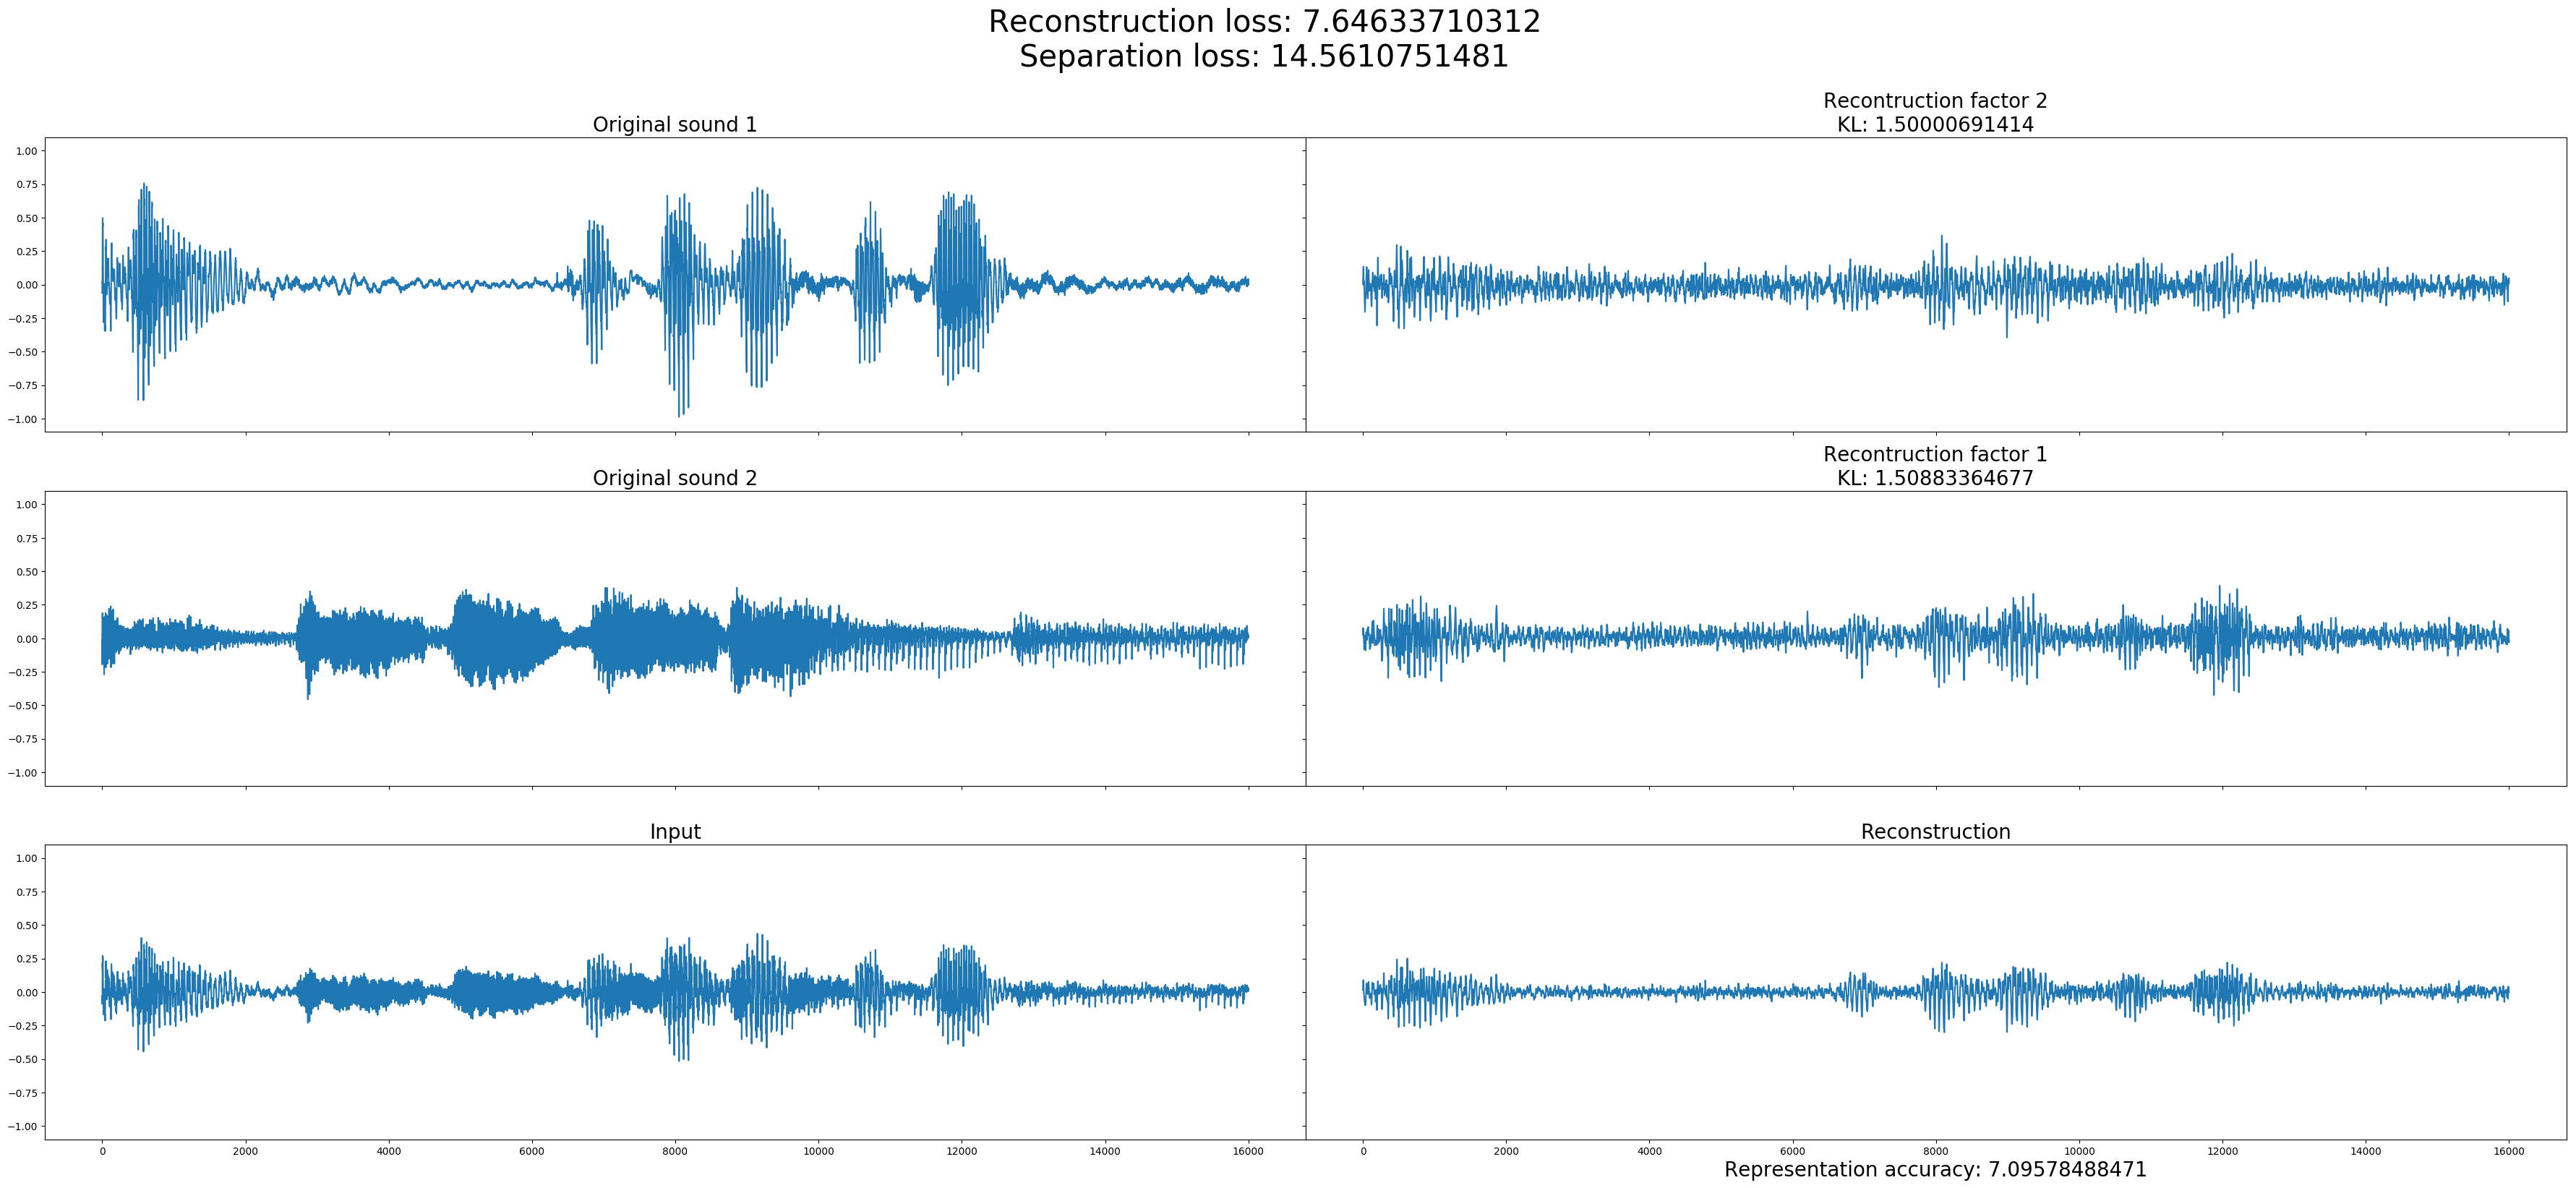 Reconstruction loss: 7.64633710312
Separation loss: 14.5610751481
Original sound 1
Recontruction factor 2
KL: 1.50000691414
1.00
0.75
0.50
0.25
0.00
−0.25
−0.50
−0.75
−1.00
Original sound 2
Recontruction factor 1
KL: 1.50883364677
1.00
0.75
0.50
0.25
0.00
−0.25
−0.50
−0.75
−1.00
Input
Reconstruction
1.00
0.75
0.50
0.25
0.00
−0.25
−0.50
−0.75
−1.00
0 2000 4000 6000 8000 10000 12000 14000 16000
0 2000 4000 6000 8000 10000 12000 14000 16000
Representation accuracy: 7.09578488471